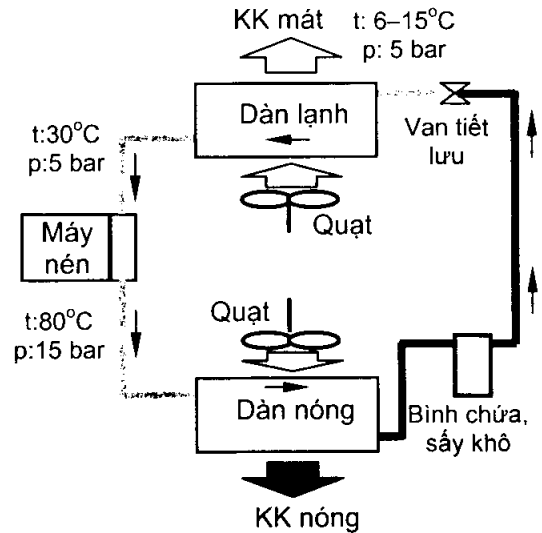 KK mát
t: 6–15°C
p: 5 bar
Dàn lạnh
Van tiết
lưu
t:30°C
p:5 bar
Quạt
Máy
nén
t:80°C
p:15 bar
Quạt
Dàn nóng
Bình chứa,
sấy khô
KK nóng